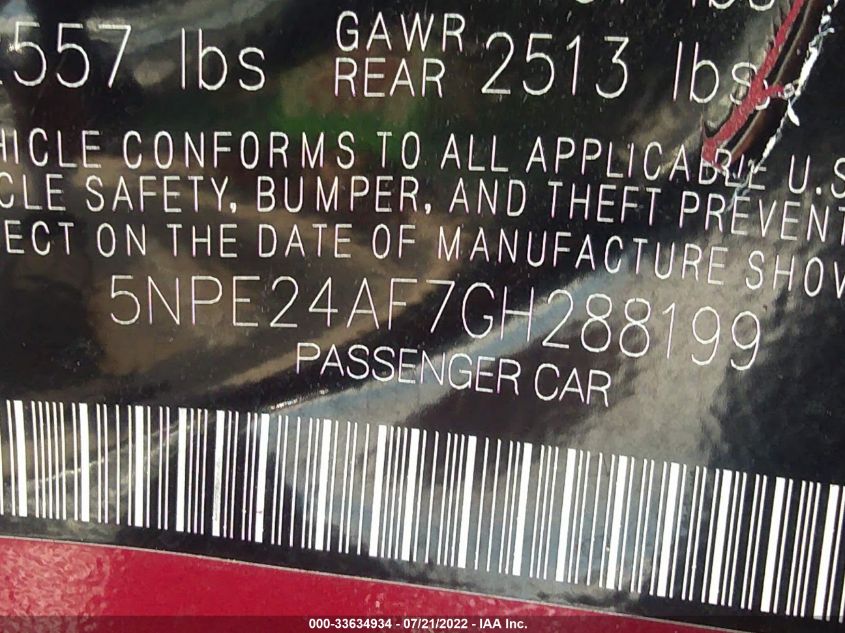 557 lbs GAWR REAR 2513 lbs
HICLE CONFORMS TO ALL APPLICABLE U.S
CLE SAFETY, BUMPER, AND THEFT PREVENT
ECT ON THE DATE OF MANUFACTURE SHOW
5NPE24AF7GH288199
PASSENGER CAR
000-33634934 - 07/21/2022 - IAA Inc.